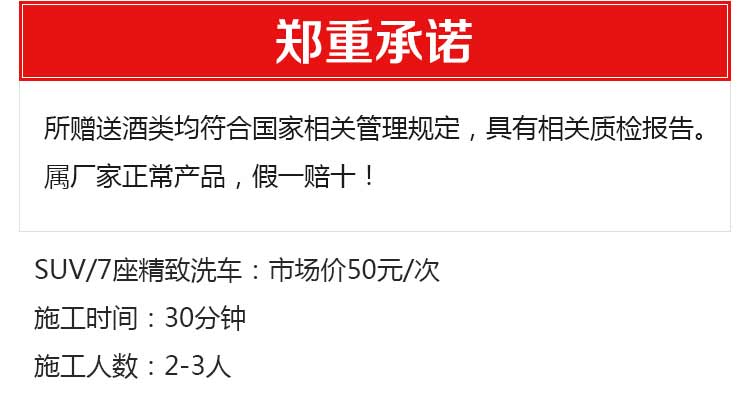 郑重承诺
所赠送酒类均符合国家相关管理规定，具有相关质检报告。
属厂家正常产品，假一赔十！
SUV/7座精致洗车：市场价50元/次
施工时间：30分钟
施工人数：2-3人